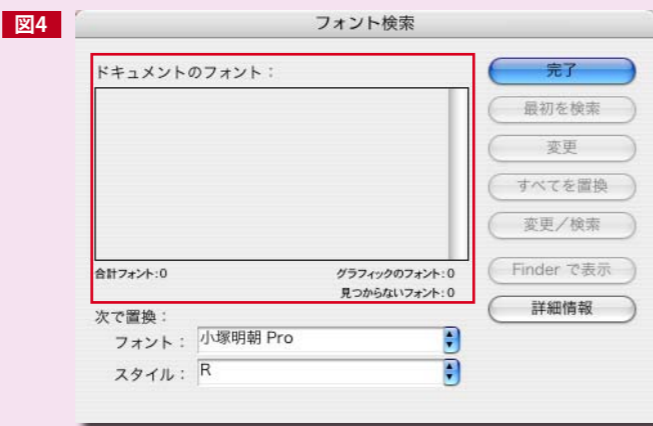 図4
フォント検索
ドキュメントのフォント：
完了
最初を検索
変更
すべてを置換
変更／検索
Finder で表示
詳細情報
合計フォント:0
グラフィックのフォント:0
見つからないフォント:0
次で置換：
フォント： 小塚明朝 Pro
スタイル： R